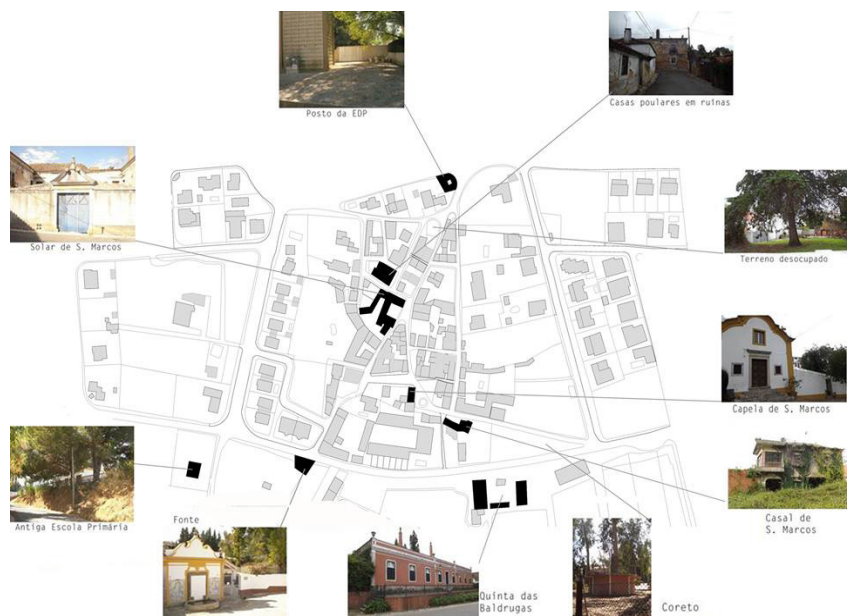 Posto da EDP
Casas poulares em ruinas
Solar de S. Marcos
Terreno desocupado
Capela de S. Marcos
Antiga Escola Primária
Fonte
Casal de
S. Marcos
Quinta das
Baldrugas
Coreto